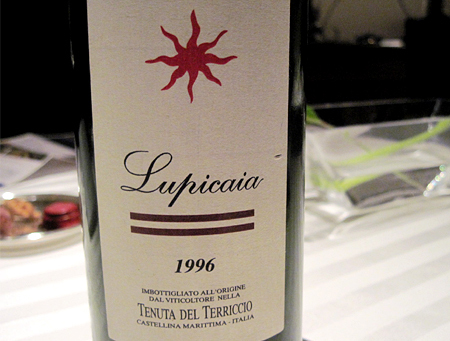 Lupicaia
1996
IMBOTTIGLIATO ALL'ORIGINE
DAL VITICOLTORE NELLA
TENUTA DEL TERRICCIO
CASTELLINA MARITTIMA - ITALIA